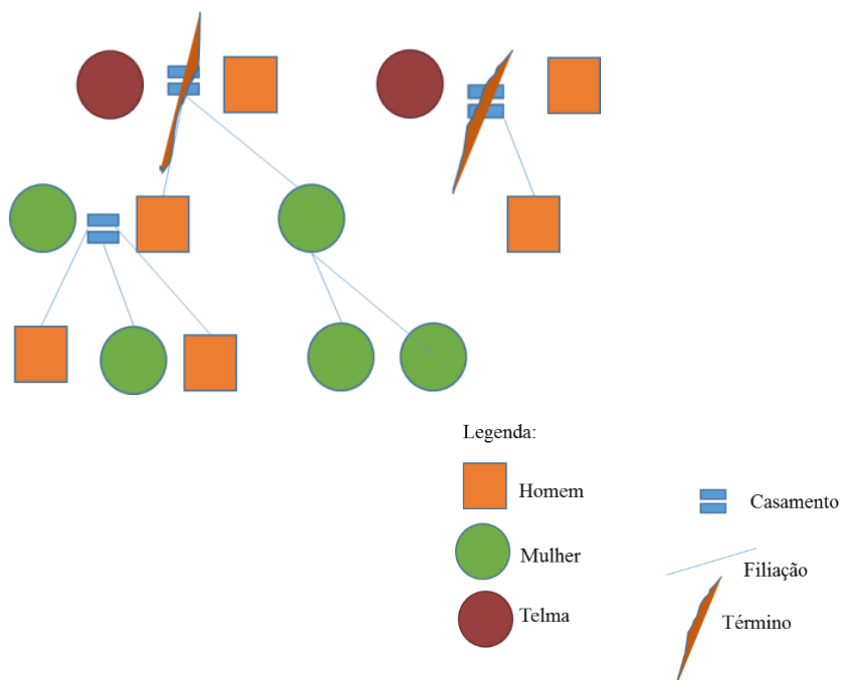 Legenda:
Homem
Mulher
Telma
Casamento
Filiação
Término